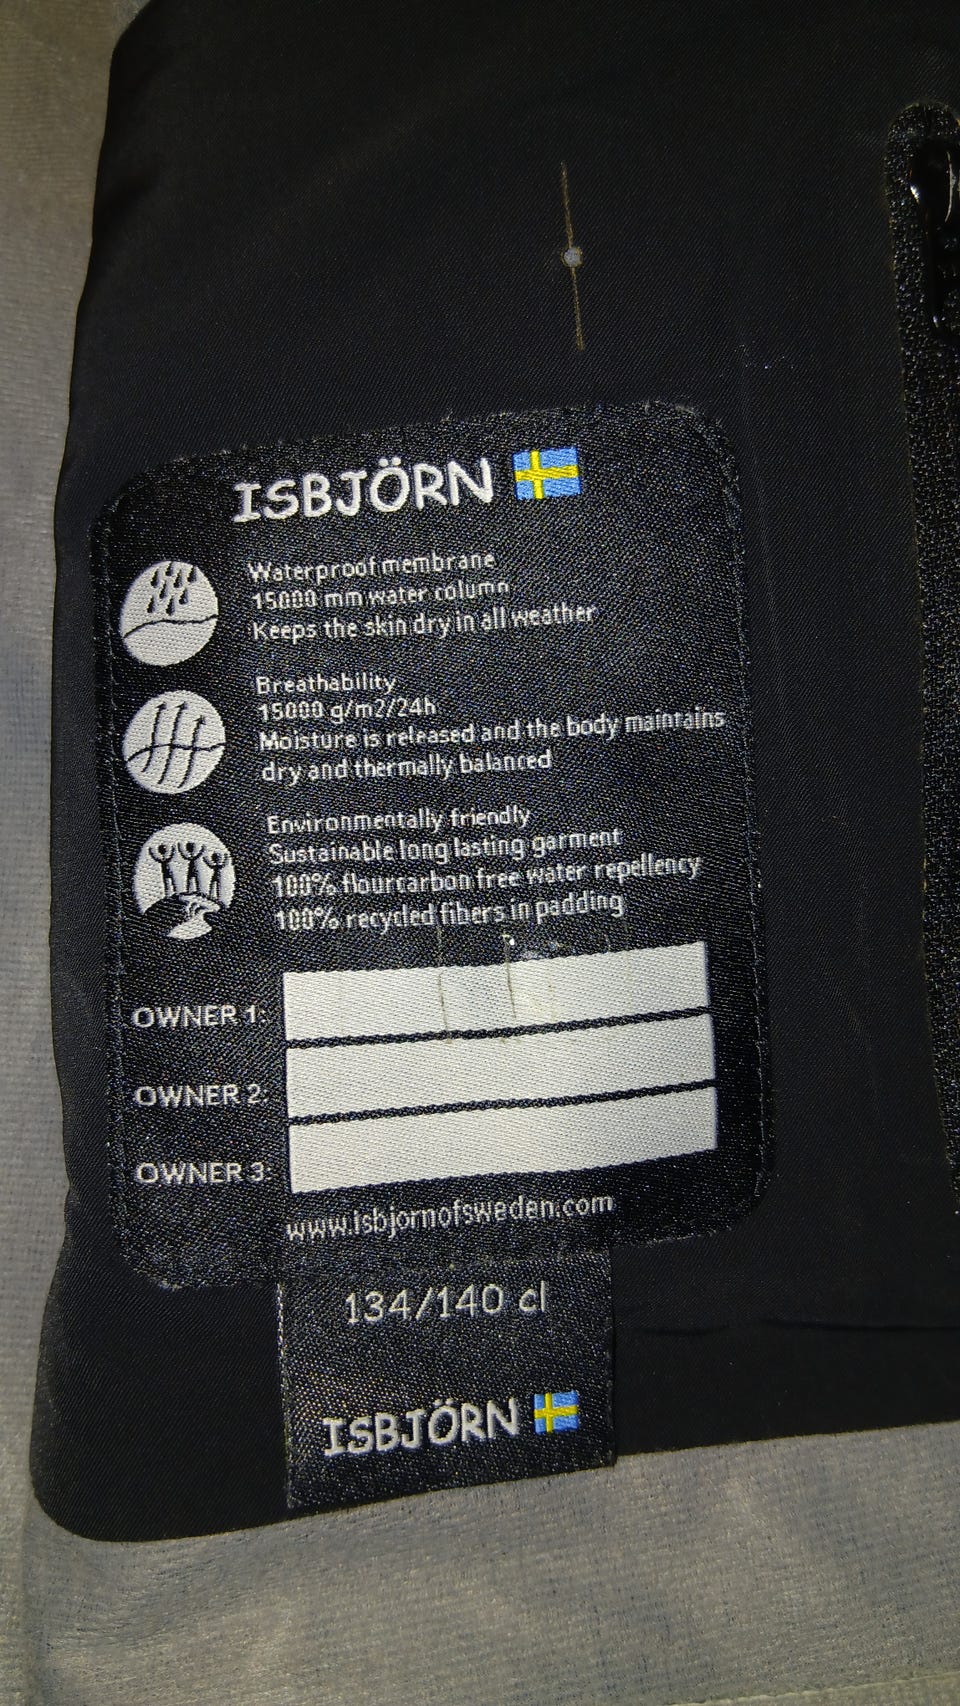 ISBJÖRN
Waterproof membrane
15000 mm water column
Keeps the skin dry in all weather
Breathability
15000 g/m2/24h
Moisture is released and the body maintains
dry and thermally balanced
Environmentally friendly
Sustainable long lasting garment
100% flourcarbon free water repellency
100% recycled fibers in padding
OWNER 1:
OWNER 2:
OWNER 3:
www.isbjornofsweden.com
134/140 cl
ISBJÖRN